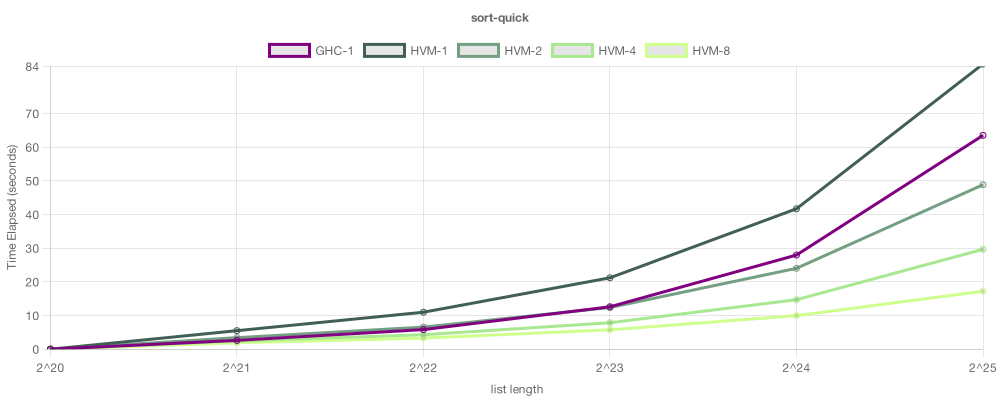 sort-quick
GHC-1 HVM-1 HVM-2 HVM-4 HVM-8
84
70
60
50
40
30
20
10
0
Time Elapsed (seconds)
2^20 2^21 2^22 2^23 2^24 2^25
list length